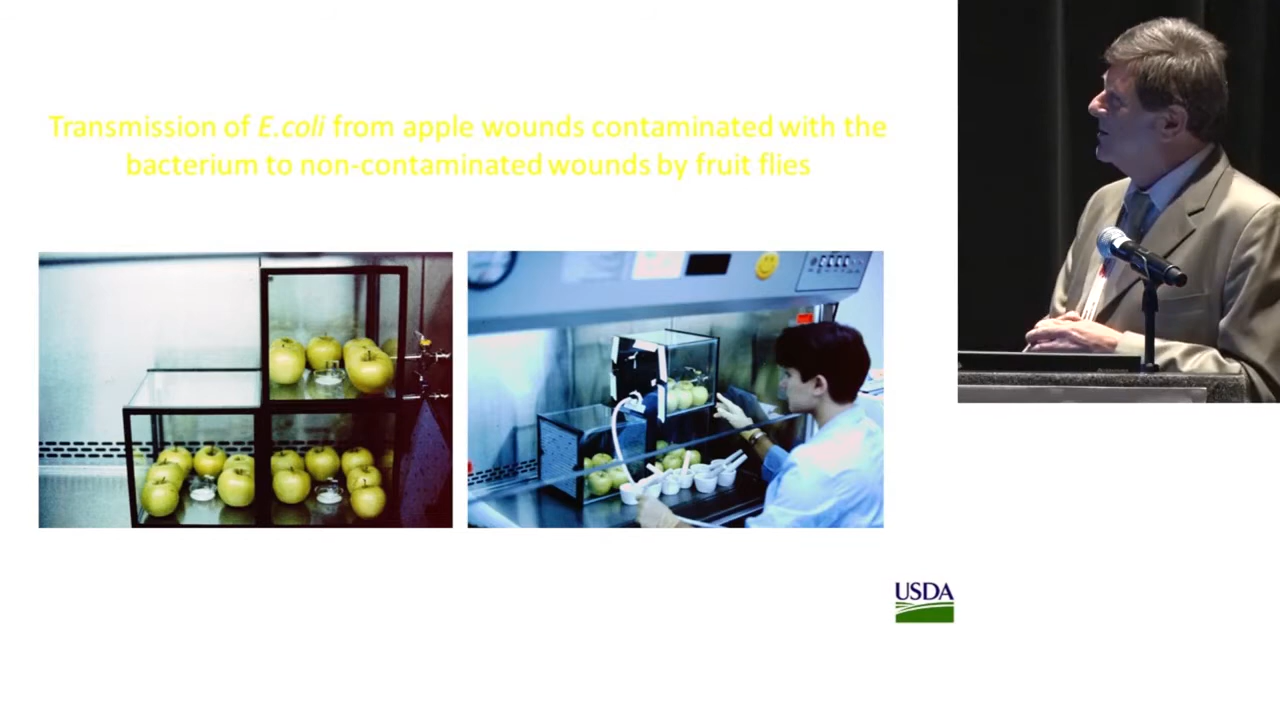 Transmission of E.coli from apple wounds contaminated with the
bacterium to non-contaminated wounds by fruit flies
USDA